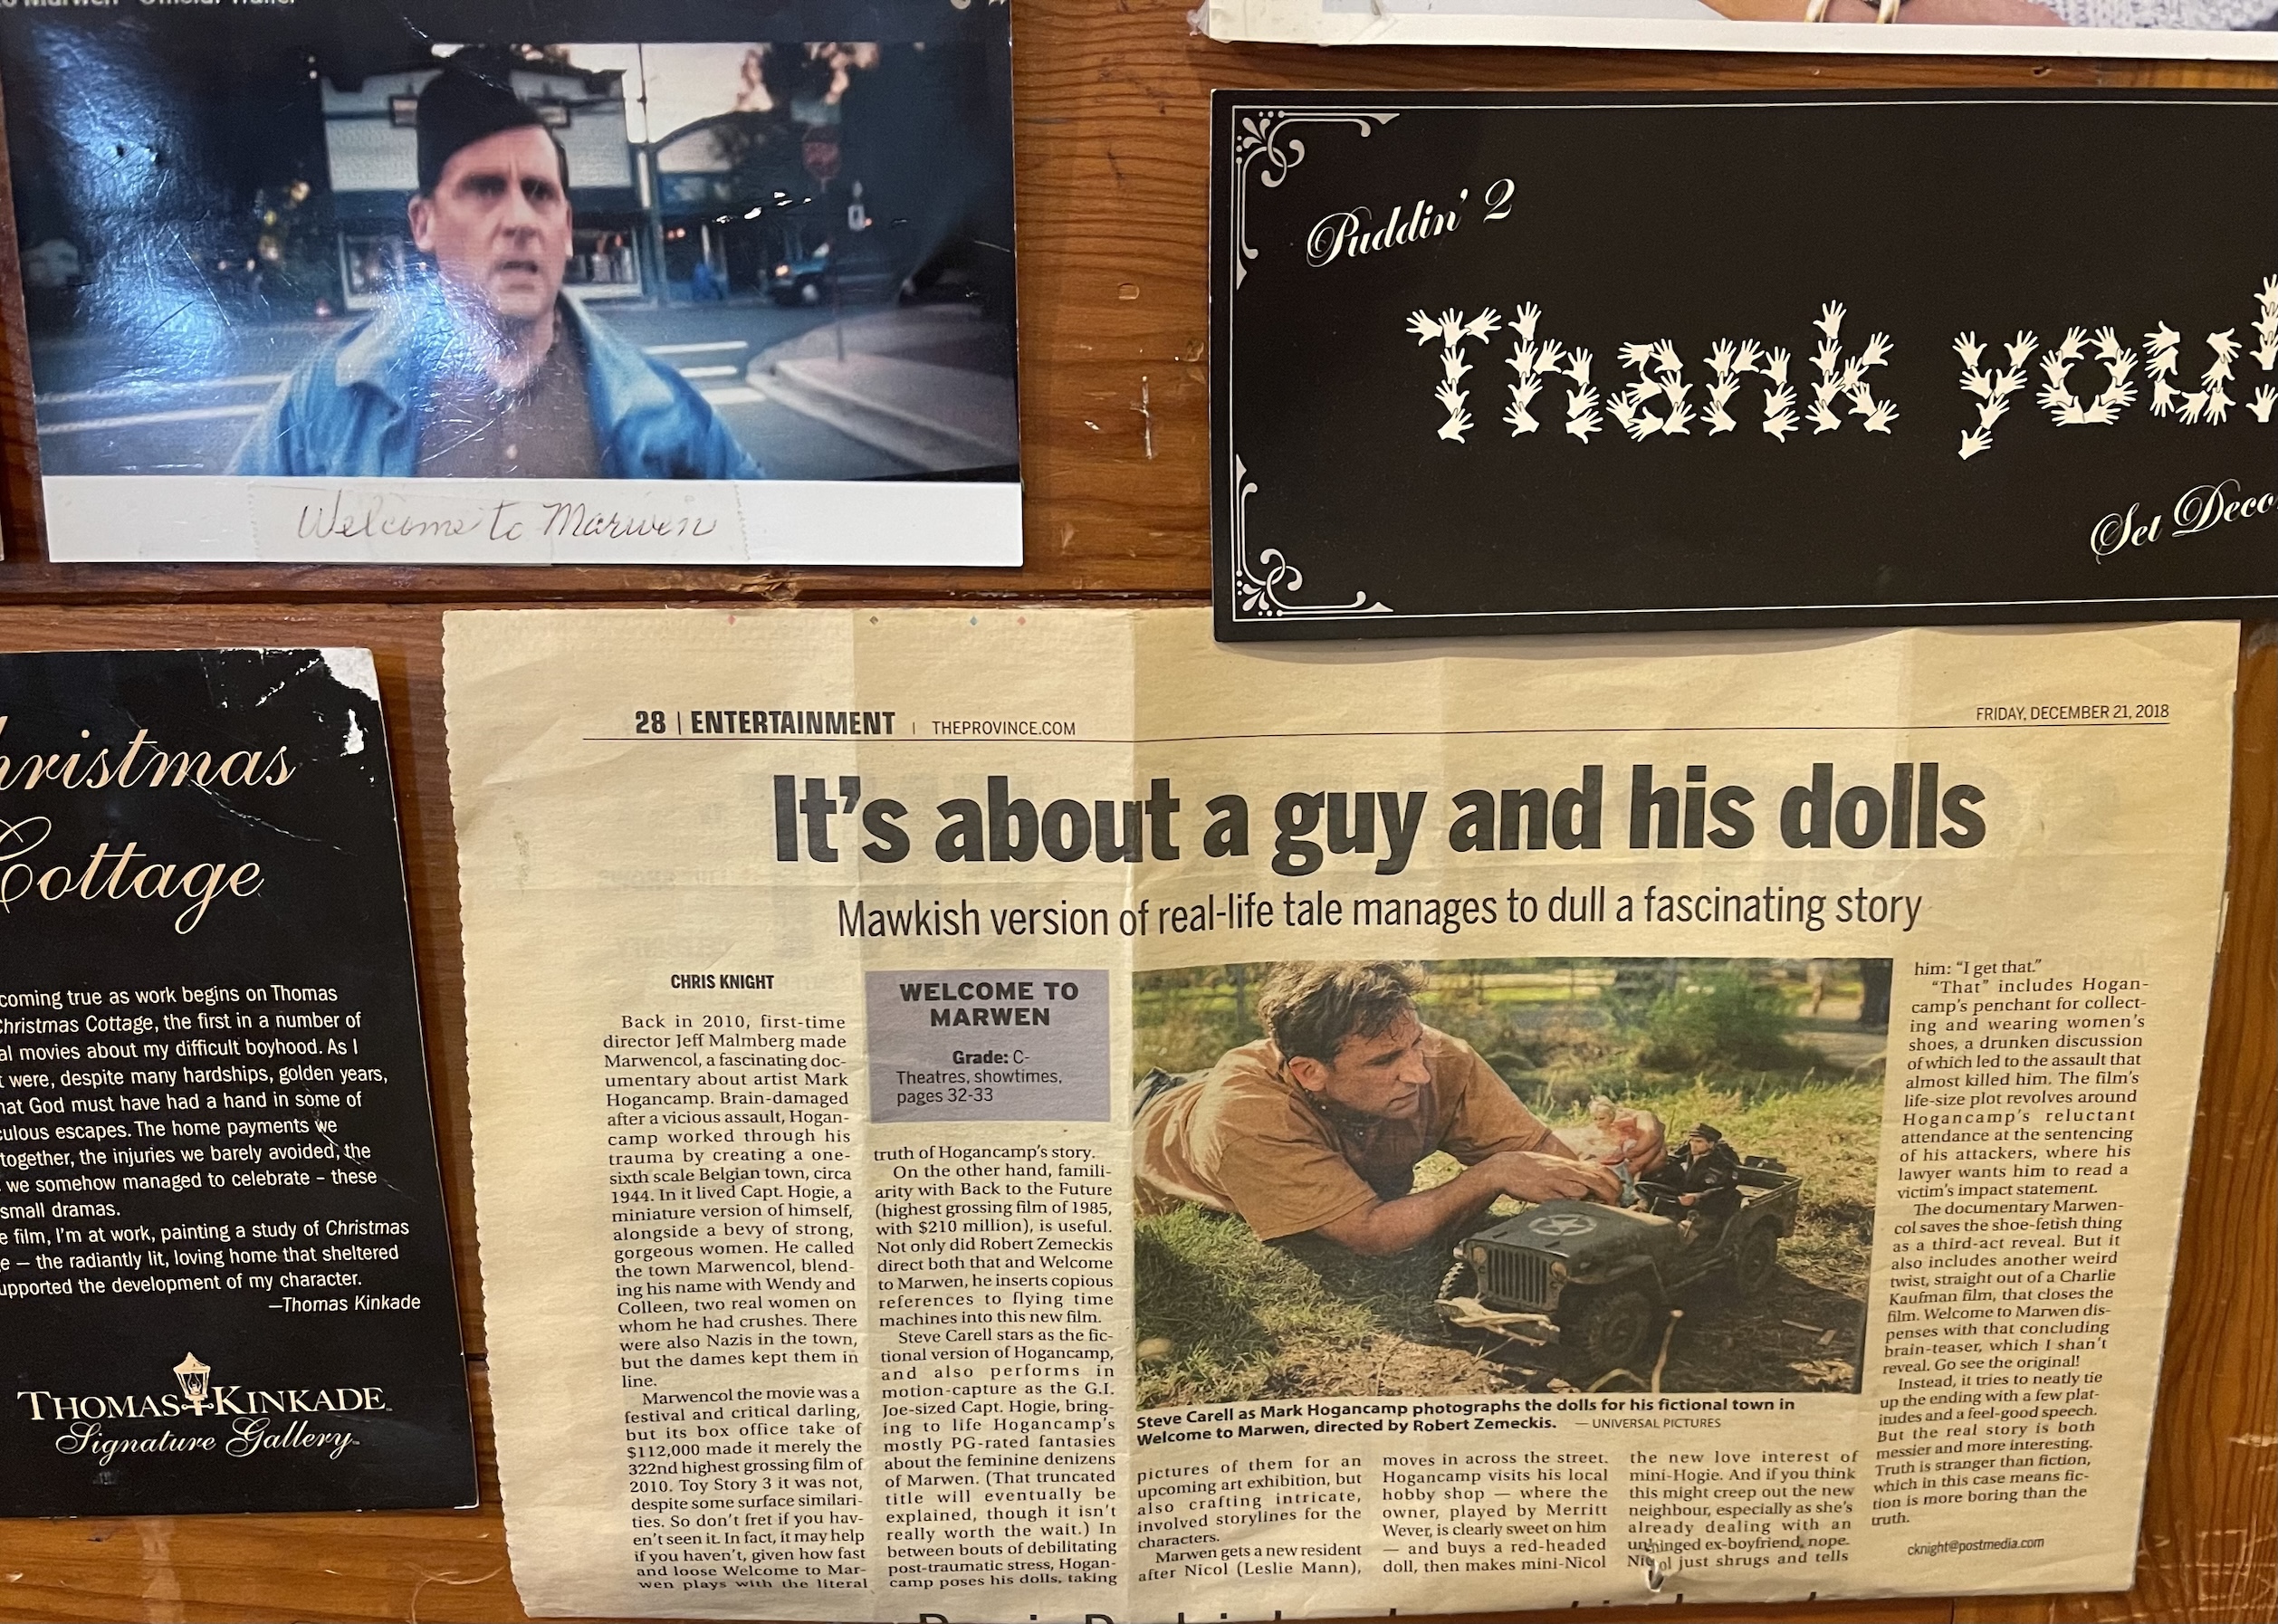 to Marwen - Official Trailer
Welcome to Marwen
Puddin' 2
Thank you!
Set
Christmas
Cottage
coming true as work begins on Thomas
Christmas Cottage, the first in a number of
movies about my difficult boyhood. As I
were, despite many hardships, golden years,
that God must have had a hand in some of
escapes. The home payments we
together, the injuries we barely avoided, the
we somehow managed to celebrate – these
small dramas.
film, I'm at work, painting a study of Christmas
— the radiantly lit, loving home that sheltered
supported the development of my character.
—Thomas Kinkade
THOMAS KINKADE
Signature Gallery
28 | ENTERTAINMENT | THEPROVINCE.COM
FRIDAY, DECEMBER 21, 2018
It's about a guy and his dolls
Mawkish version of real-life tale manages to dull a fascinating story
CHRIS KNIGHT
Back in 2010, first-time
director Jeff Malmberg made
Marwencol, a fascinating doc-
umentary about artist Mark
Hogancamp. Brain-damaged
after a vicious assault, Hogan-
camp worked through his
trauma by creating a one-
sixth scale Belgian town, circa
1944. In it lived Capt. Hogie, a
miniature version of himself,
alongside a bevy of strong,
gorgeous women. He called
the town Marwencol, blend-
ing his name with Wendy and
Colleen, two real women on
whom he had crushes. There
were also Nazis in the town,
but the dames kept them in
line.
Marwencol the movie was a
festival and critical darling,
but its box office take of
$112,000 made it merely the
322nd highest grossing film of
2010. Toy Story 3 it was not,
despite some surface similari-
ties. So don't fret if you hav-
en't seen it. In fact, it may help
if you haven't, given how fast
and loose Welcome to Mar-
wen plays with the literal
WELCOME TO
MARWEN
Grade: C-
Theatres, showtimes,
pages 32-33
truth of Hogancamp's story.
On the other hand, famili-
arity with Back to the Future
(highest grossing film of 1985,
with $210 million), is useful.
Not only did Robert Zemeckis
direct both that and Welcome
to Marwen, he inserts copious
references to flying time
machines into this new film.
Steve Carell stars as the fic-
tional version of Hogancamp,
and also performs in
motion-capture as the G.I.
Joe-sized Capt. Hogie, bring-
ing to life Hogancamp's
mostly PG-rated fantasies
about the feminine denizens
of Marwen. (That truncated
title will eventually be
explained, though it isn't
really worth the wait.) In
between bouts of debilitating
post-traumatic stress, Hogan-
camp poses his dolls, taking
Steve Carell as Mark Hogancamp photographs the dolls for his fictional town in
Welcome to Marwen, directed by Robert Zemeckis. — UNIVERSAL PICTURES
pictures of them for an
upcoming art exhibition, but
also crafting intricate,
involved storylines for the
characters.
Marwen gets a new resident
after Nicol (Leslie Mann),
moves in across the street.
Hogancamp visits his local
hobby shop — where the
owner, played by Merritt
Wever, is clearly sweet on him
— and buys a red-headed
doll, then makes mini-Nicol
the new love interest of
mini-Hogie. And if you think
this might creep out the new
neighbour, especially as she's
already dealing with an
unhinged ex-boyfriend, nope.
Nicol just shrugs and tells
him: "I get that."
"That" includes Hogan-
camp's penchant for collect-
ing and wearing women's
shoes, a drunken discussion
of which led to the assault that
almost killed him. The film's
life-size plot revolves around
Hogancamp's reluctant
attendance at the sentencing
of his attackers, where his
lawyer wants him to read a
victim's impact statement.
The documentary Marwen-
col saves the shoe-fetish thing
as a third-act reveal. But it
also includes another weird
twist, straight out of a Charlie
Kaufman film, that closes the
film. Welcome to Marwen dis-
penses with that concluding
brain-teaser, which I shan't
reveal. Go see the original!
Instead, it tries to neatly tie
up the ending with a few plat-
itudes and a feel-good speech.
But the real story is both
messier and more interesting.
Truth is stranger than fiction,
which in this case means fic-
tion is more boring than the
truth.
cknight@postmedia.com